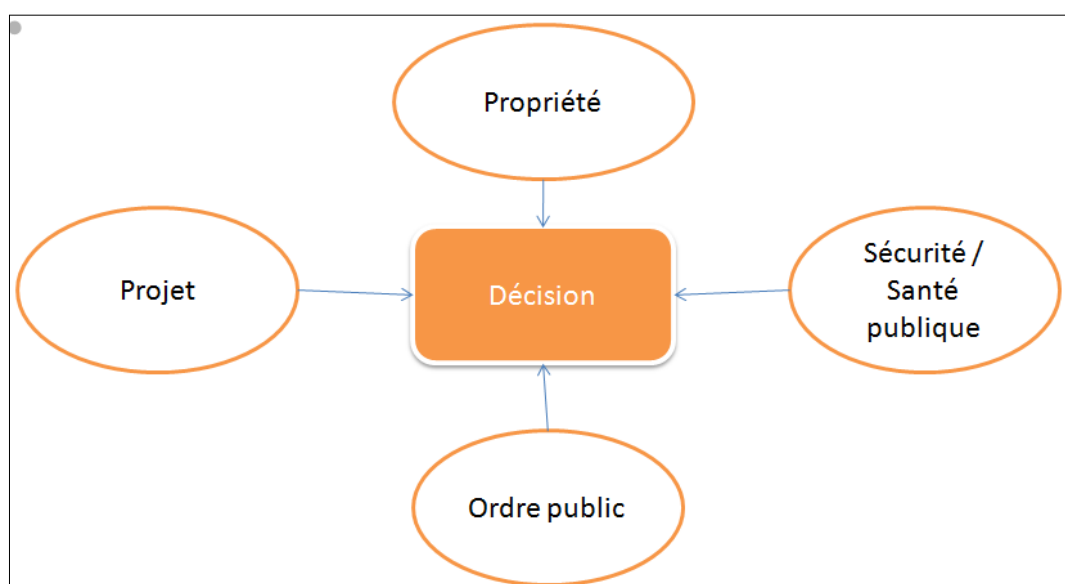 Propriété
Projet
Décision
Sécurité /
Santé
publique
Ordre public